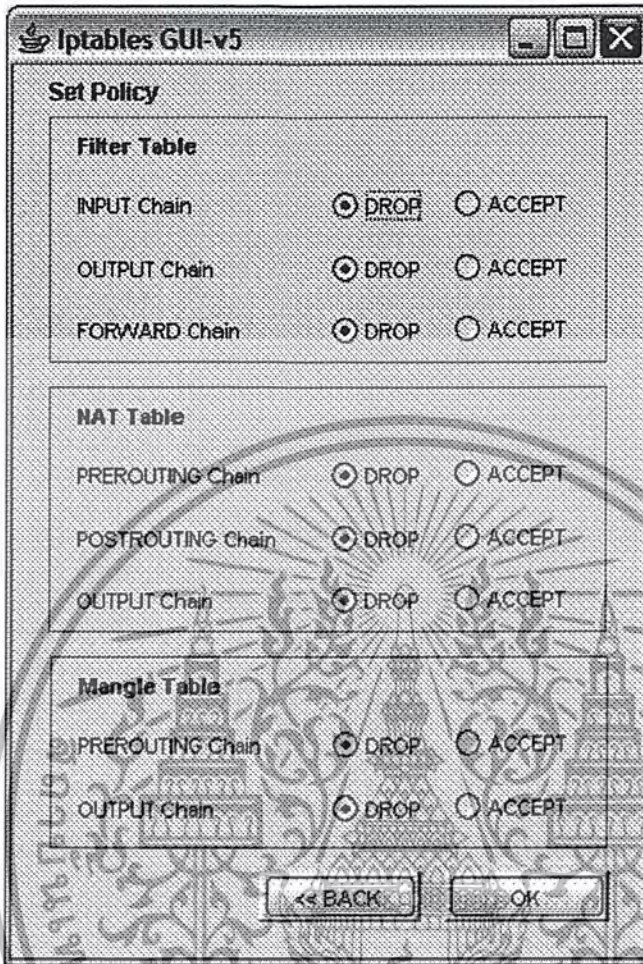 Iptables GUI-v5
Set Policy
Filter Table
INPUT Chain DROP ACCEPT
OUTPUT Chain DROP ACCEPT
FORWARD Chain DROP ACCEPT
NAT Table
PREROUTING Chain DROP ACCEPT
POSTROUTING Chain DROP ACCEPT
OUTPUT Chain DROP ACCEPT
Mangle Table
PREROUTING Chain DROP ACCEPT
OUTPUT Chain DROP ACCEPT
<< BACK OK